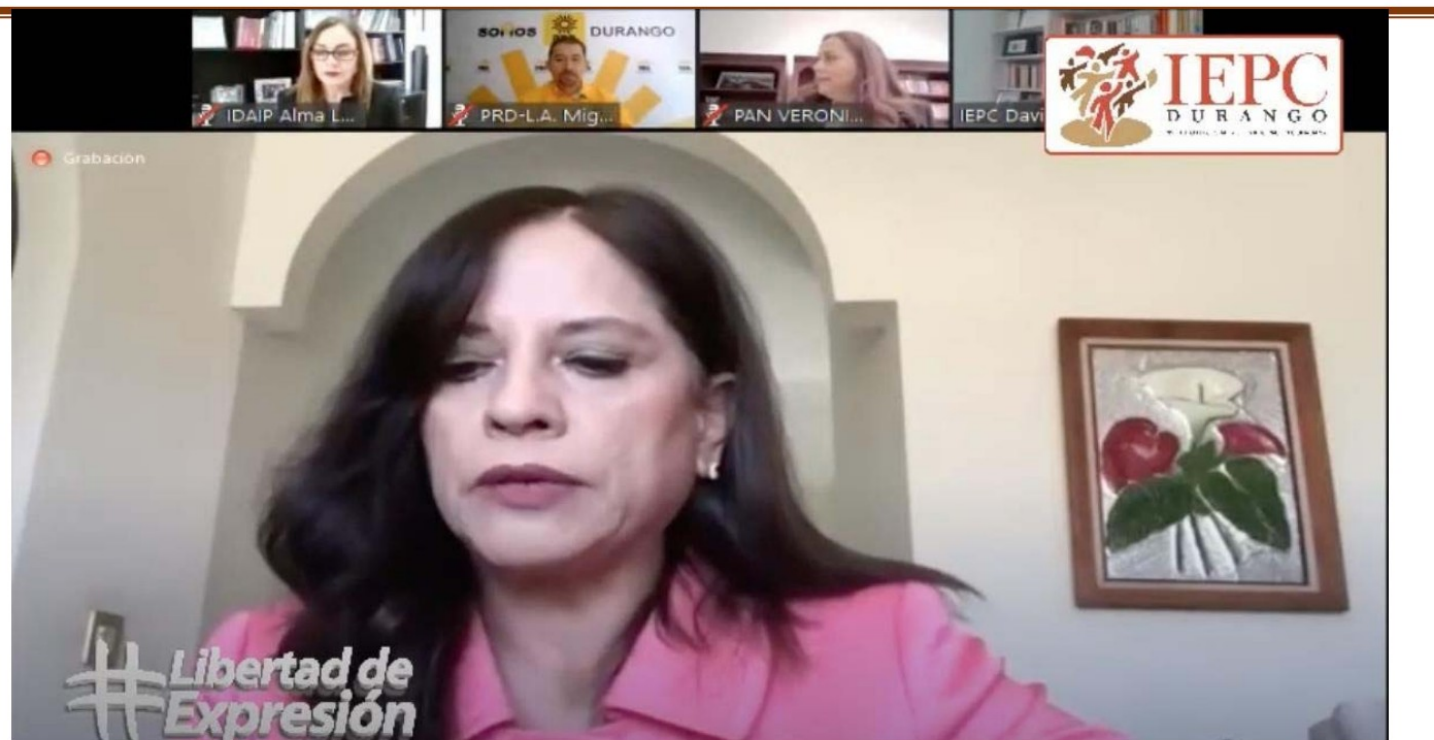 SOMOS DURANGO
IDAIP Alma L...
PRD-L.A. Mig...
PAN VERONI...
IEPC Davi
IEPC
DURANGO
Grabación
#Libertad de
Expresión